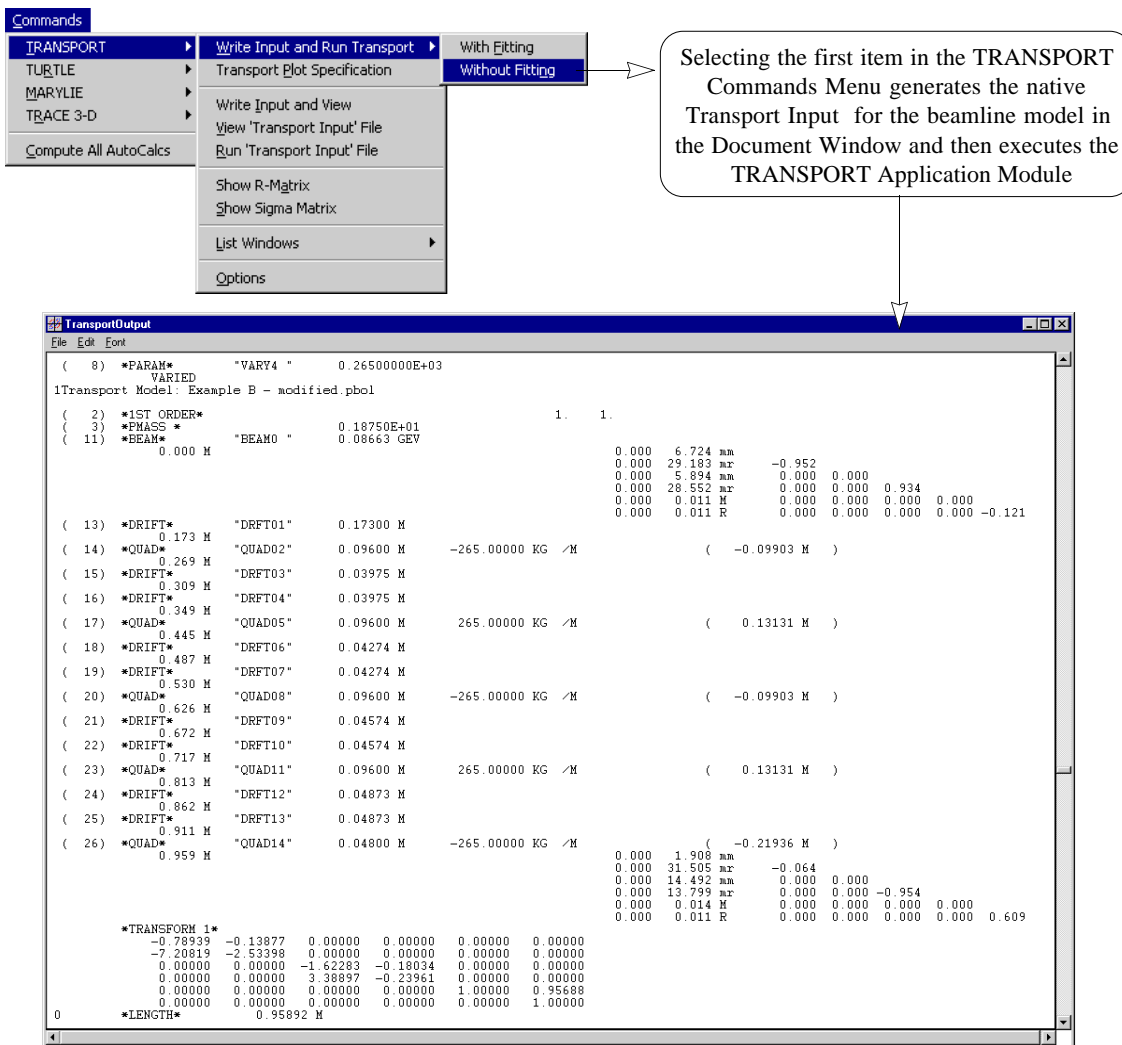 Commands
TRANSPORT
TURTLE
MARYLIE
TRACE 3-D
Compute All AutoCalcs
Write Input and Run Transport
Transport Plot Specification
Write Input and View
View 'Transport Input' File
Run 'Transport Input' File
Show R-Matrix
Show Sigma Matrix
List Windows
Options
With Fitting
Without Fitting
Selecting the first item in the TRANSPORT
Commands Menu generates the native
Transport Input for the beamline model in
the Document Window and then executes the
TRANSPORT Application Module
TransportOutput
File Edit Font
( 8) *PARAM* "VARY4 " 0.26500000E+03
VARIED
1Transport Model: Example B - modified.pbol
( 2) *1ST ORDER* 1. 1.
( 3) *PMASS * 0.18750E+01
( 11) *BEAM* "BEAM0 " 0.08663 GEV
0.000 M
0.000 6.724 mm
0.000 29.183 mr -0.952
0.000 5.894 mm 0.000 0.000
0.000 28.552 mr 0.000 0.000 0.934
0.000 0.011 M 0.000 0.000 0.000 0.000
0.000 0.011 R 0.000 0.000 0.000 0.000 -0.121
( 13) *DRIFT* "DRFT01" 0.17300 M
0.173 M
( 14) *QUAD* "QUAD02" 0.09600 M -265.00000 KG /M ( -0.09903 M )
0.269 M
( 15) *DRIFT* "DRFT03" 0.03975 M
0.309 M
( 16) *DRIFT* "DRFT04" 0.03975 M
0.349 M
( 17) *QUAD* "QUAD05" 0.09600 M 265.00000 KG /M ( 0.13131 M )
0.445 M
( 18) *DRIFT* "DRFT06" 0.04274 M
0.487 M
( 19) *DRIFT* "DRFT07" 0.04274 M
0.530 M
( 20) *QUAD* "QUAD08" 0.09600 M -265.00000 KG /M ( -0.09903 M )
0.626 M
( 21) *DRIFT* "DRFT09" 0.04574 M
0.672 M
( 22) *DRIFT* "DRFT10" 0.04574 M
0.717 M
( 23) *QUAD* "QUAD11" 0.09600 M 265.00000 KG /M ( 0.13131 M )
0.813 M
( 24) *DRIFT* "DRFT12" 0.04873 M
0.862 M
( 25) *DRIFT* "DRFT13" 0.04873 M
0.911 M
( 26) *QUAD* "QUAD14" 0.04800 M -265.00000 KG /M ( -0.21936 M )
0.959 M 0.000 1.908 mm
0.000 31.505 mr -0.064
0.000 14.492 mm 0.000 0.000
0.000 13.799 mr 0.000 0.000 -0.954
0.000 0.014 M 0.000 0.000 0.000 0.000
0.000 0.011 R 0.000 0.000 0.000 0.000 0.609
*TRANSFORM 1*
-0.78939 -0.13877 0.00000 0.00000 0.00000 0.00000
-7.20819 -2.53398 0.00000 0.00000 0.00000 0.00000
0.00000 0.00000 -1.62283 -0.18034 0.00000 0.00000
0.00000 0.00000 3.38897 -0.23961 0.00000 0.00000
0.00000 0.00000 0.00000 0.00000 1.00000 0.95688
0.00000 0.00000 0.00000 0.00000 0.00000 1.00000
0 *LENGTH* 0.95892 M